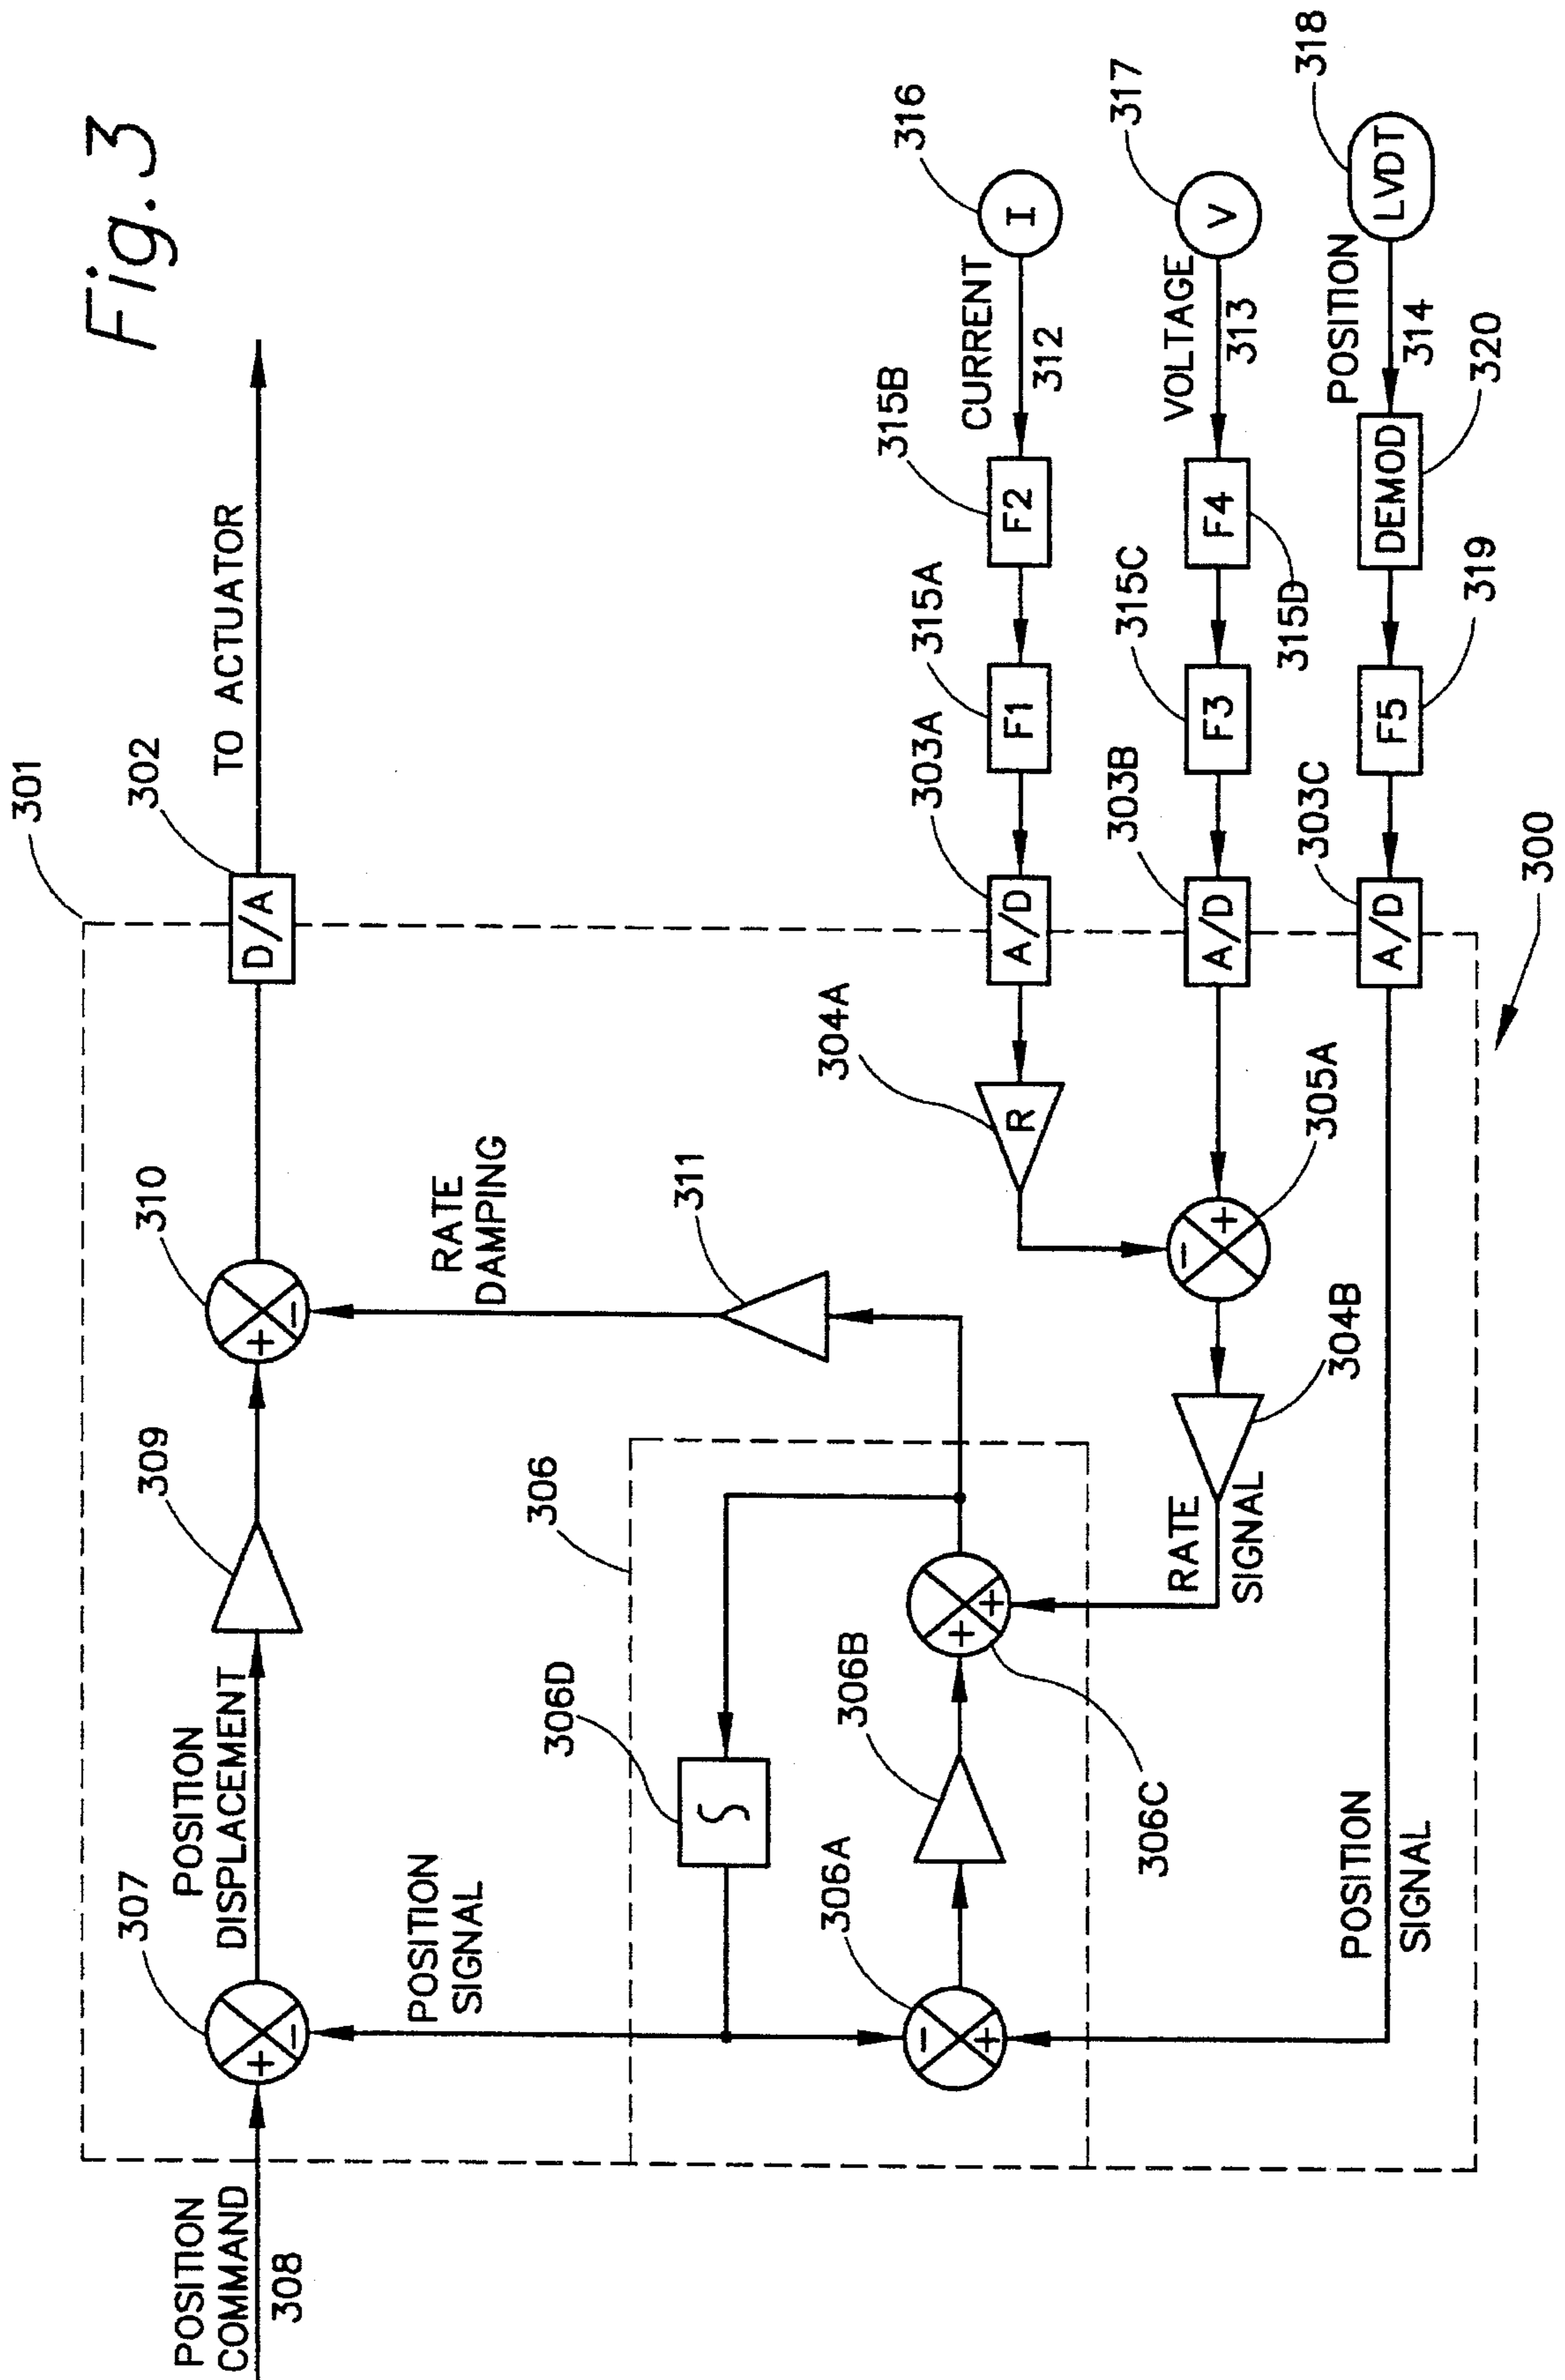 Fig. 3
301
302
TO ACTUATOR
D/A
310
309
307
POSITION
DISPLACEMENT
+
-
+
-
POSITION
COMMAND
308
RATE
DAMPING
311
306
POSITION
SIGNAL
306D
∫
306A
306B
306C
-
+
+
+
RATE
SIGNAL
304B
305A
-
+
304A
R
303A
A/D
315A
F1
315B
F2
CURRENT
312
I
316
303B
A/D
315C
F3
F4
315D
VOLTAGE
313
V
317
303C
A/D
F5
319
DEMOD
320
POSITION
314
LVDT
318
POSITION
SIGNAL
300